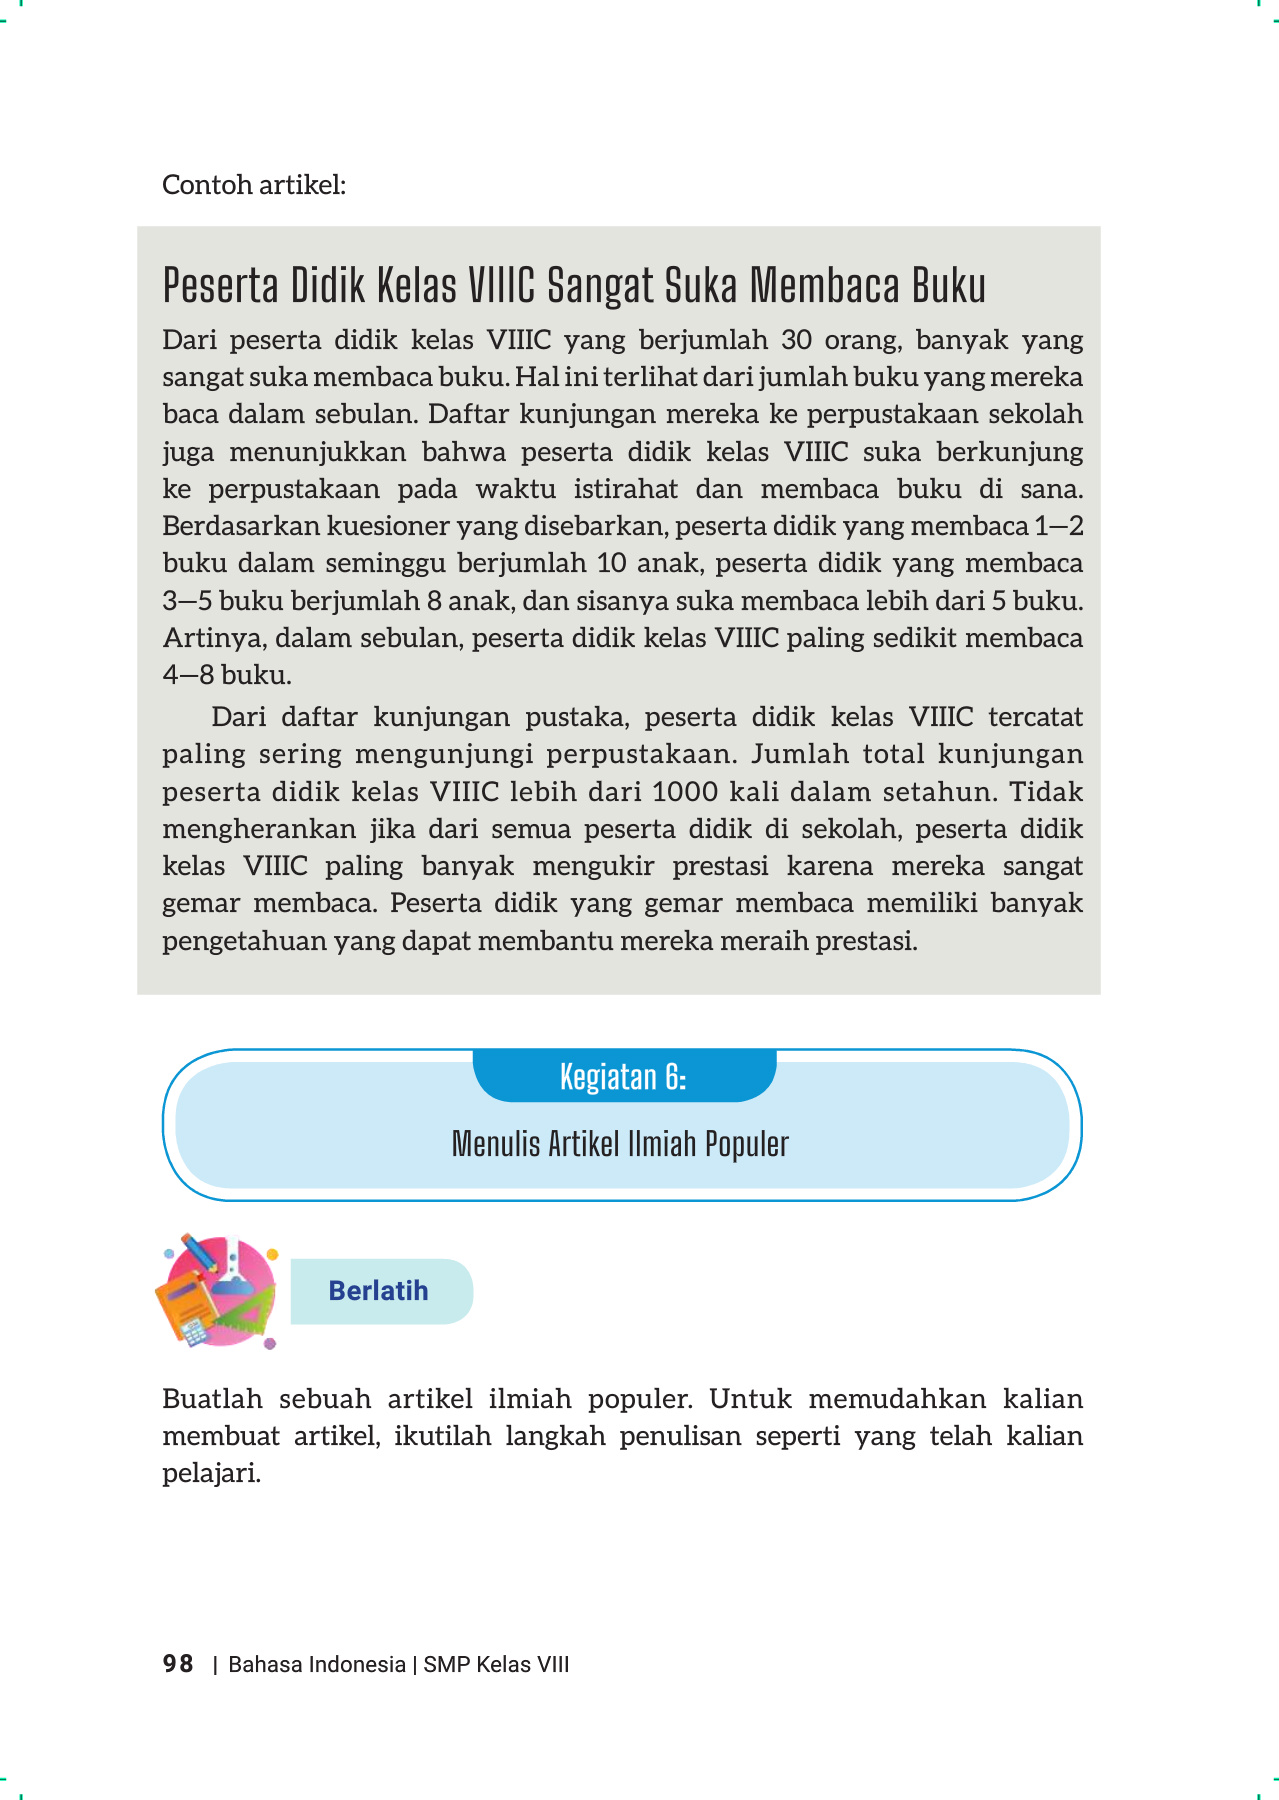 Contoh artikel:
Peserta Didik Kelas VIIIC Sangat Suka Membaca Buku
Dari peserta didik kelas VIIIC yang berjumlah 30 orang, banyak yang
sangat suka membaca buku. Hal ini terlihat dari jumlah buku yang mereka
baca dalam sebulan. Daftar kunjungan mereka ke perpustakaan sekolah
juga menunjukkan bahwa peserta didik kelas VIIIC suka berkunjung
ke perpustakaan pada waktu istirahat dan membaca buku di sana.
Berdasarkan kuesioner yang disebarkan, peserta didik yang membaca 1—2
buku dalam seminggu berjumlah 10 anak, peserta didik yang membaca
3—5 buku berjumlah 8 anak, dan sisanya suka membaca lebih dari 5 buku.
Artinya, dalam sebulan, peserta didik kelas VIIIC paling sedikit membaca
4—8 buku.
Dari daftar kunjungan pustaka, peserta didik kelas VIIIC tercatat
paling sering mengunjungi perpustakaan. Jumlah total kunjungan
peserta didik kelas VIIIC lebih dari 1000 kali dalam setahun. Tidak
mengherankan jika dari semua peserta didik di sekolah, peserta didik
kelas VIIIC paling banyak mengukir prestasi karena mereka sangat
gemar membaca. Peserta didik yang gemar membaca memiliki banyak
pengetahuan yang dapat membantu mereka meraih prestasi.
Kegiatan 6:
Menulis Artikel Ilmiah Populer
Berlatih
Buatlah sebuah artikel ilmiah populer. Untuk memudahkan kalian
membuat artikel, ikutilah langkah penulisan seperti yang telah kalian
pelajari.
98 | Bahasa Indonesia | SMP Kelas VIII